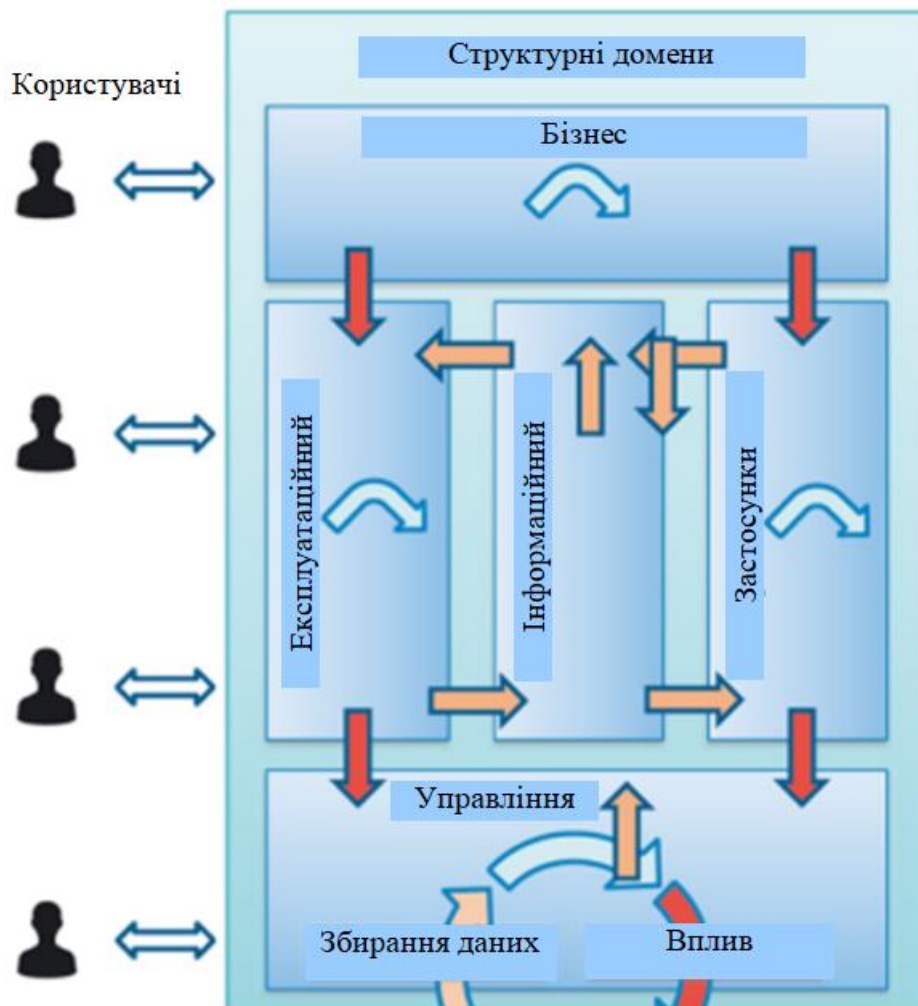 Структурні домени
Користувачі
Бізнес
Експлуатаційний
Інформаційний
Застосунки
Управління
Збирання даних
Вплив